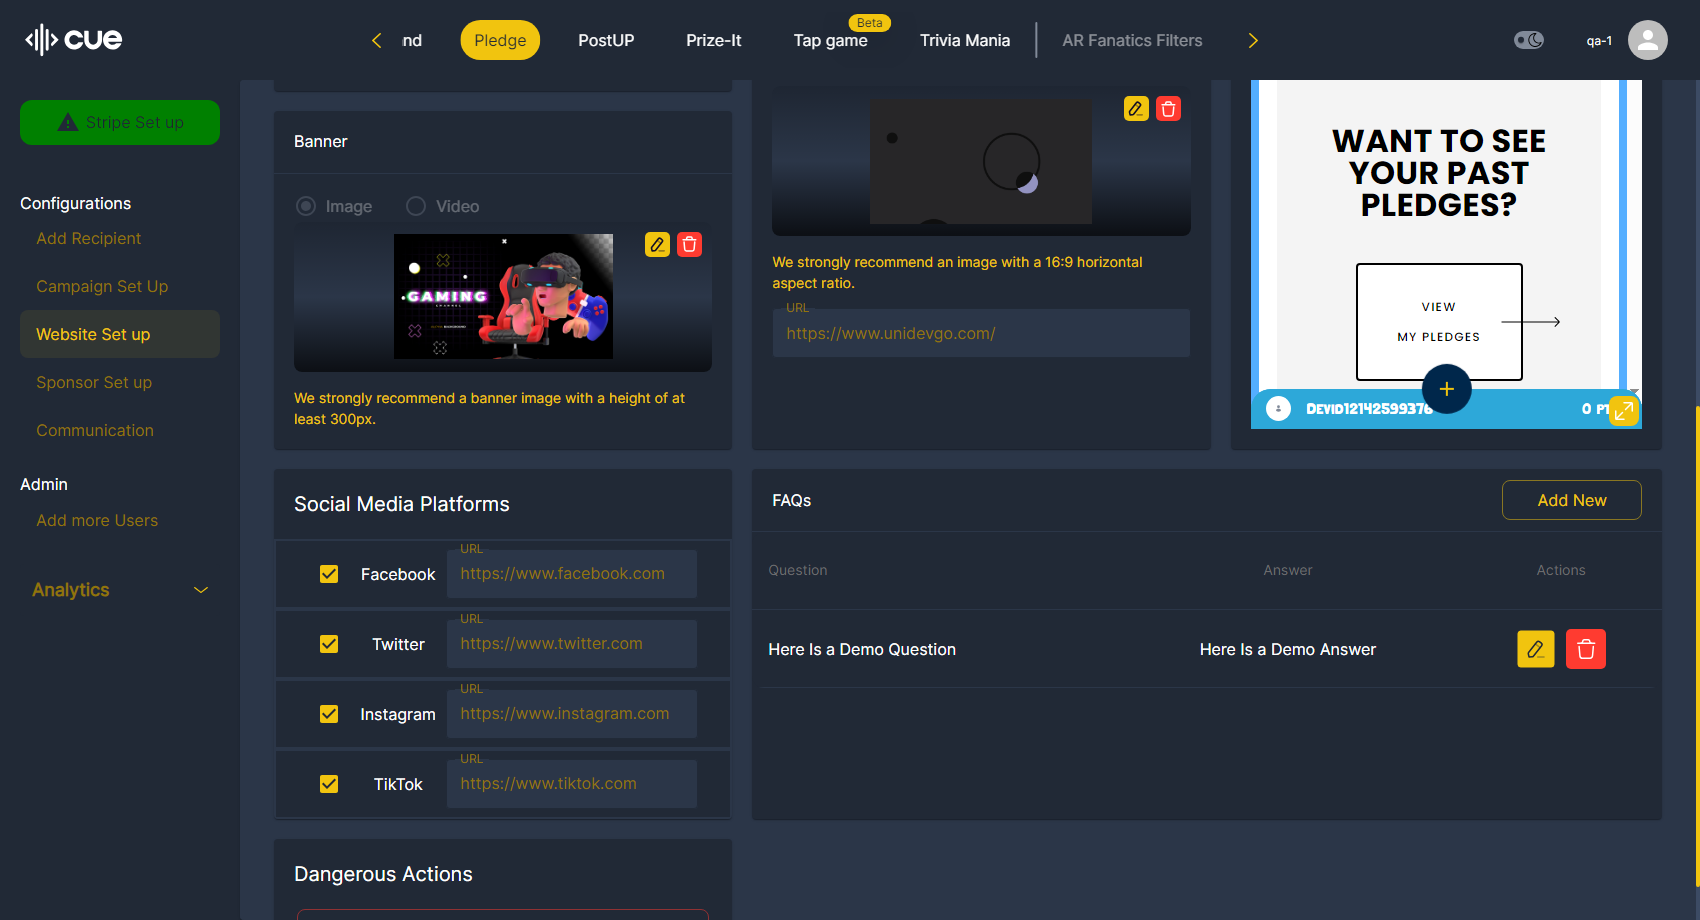 cue
nd
Pledge
PostUP
Prize-It
Tap game
Beta
Trivia Mania
AR Fanatics Filters
qa-1
Stripe Set up
Configurations
Add Recipient
Campaign Set Up
Website Set up
Sponsor Set up
Communication
Admin
Add more Users
Analytics
Banner
Image
Video
GAMING
We strongly recommend a banner image with a height of at
least 300px.
We strongly recommend an image with a 16:9 horizontal
aspect ratio.
URL
https://www.unidevgo.com/
WANT TO SEE
YOUR PAST
PLEDGES?
VIEW
MY PLEDGES
DEVID12142599376
0 PT
Social Media Platforms
Facebook
URL
https://www.facebook.com
Twitter
URL
https://www.twitter.com
Instagram
URL
https://www.instagram.com
TikTok
URL
https://www.tiktok.com
FAQs
Add New
Question
Answer
Actions
Here Is a Demo Question
Here Is a Demo Answer
Dangerous Actions